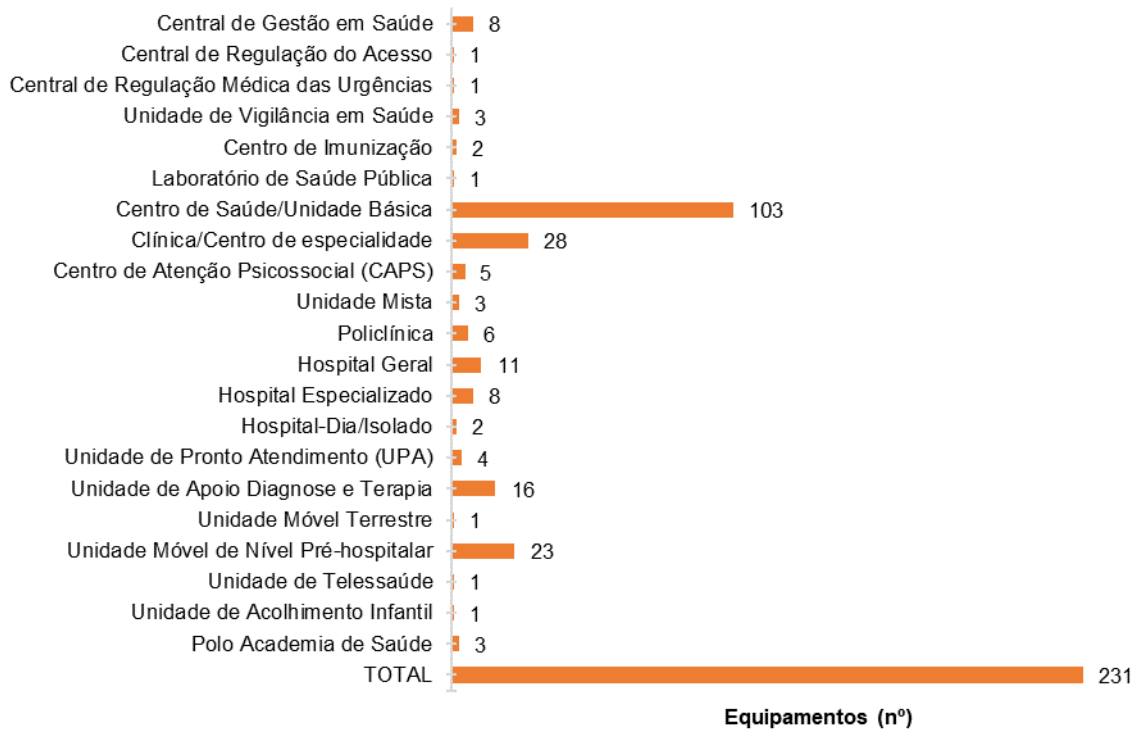 Central de Gestão em Saúde 8
Central de Regulação do Acesso 1
Central de Regulação Médica das Urgências 1
Unidade de Vigilância em Saúde 3
Centro de Imunização 2
Laboratório de Saúde Pública 1
Centro de Saúde/Unidade Básica 103
Clínica/Centro de especialidade 28
Centro de Atenção Psicossocial (CAPS) 5
Unidade Mista 3
Policlínica 6
Hospital Geral 11
Hospital Especializado 8
Hospital-Dia/Isolado 2
Unidade de Pronto Atendimento (UPA) 4
Unidade de Apoio Diagnose e Terapia 16
Unidade Móvel Terrestre 1
Unidade Móvel de Nível Pré-hospitalar 23
Unidade de Telessaúde 1
Unidade de Acolhimento Infantil 1
Polo Academia de Saúde 3
TOTAL 231
Equipamentos (nº)